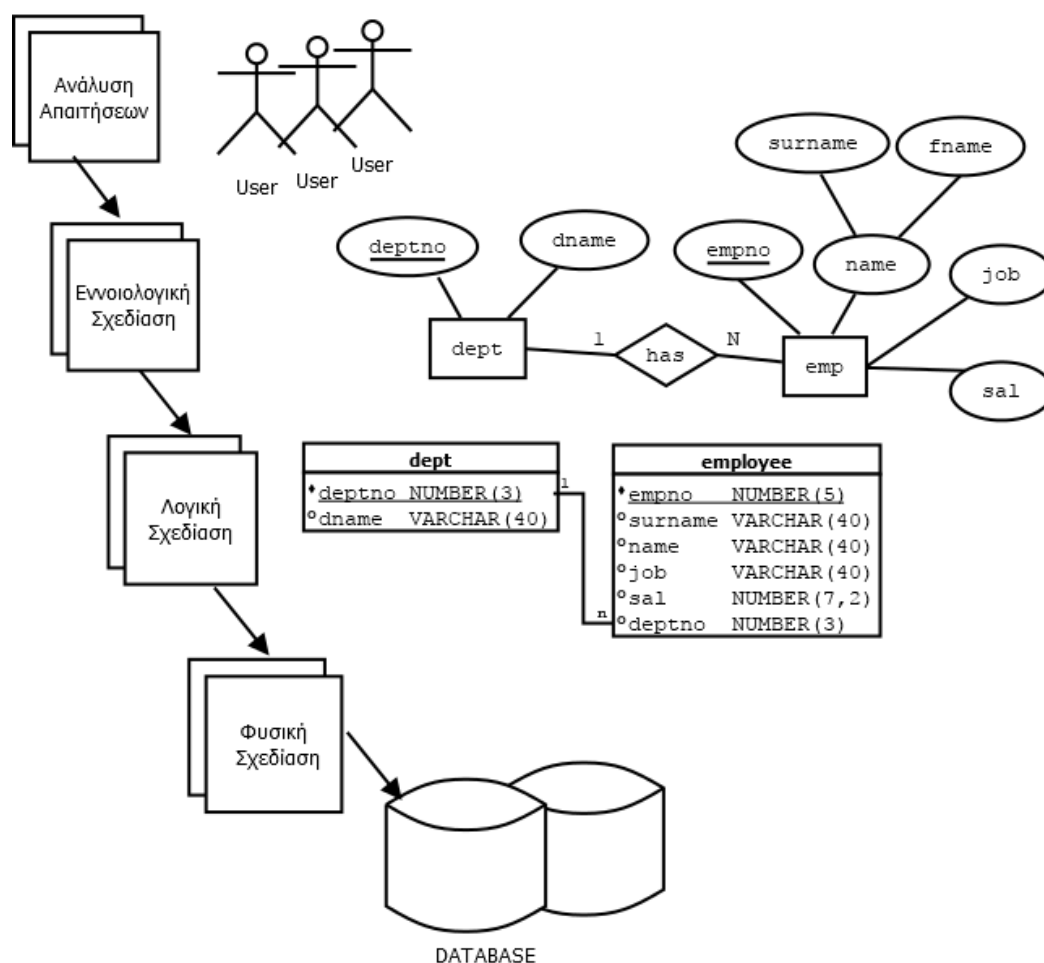 Ανάλυση
Απαιτήσεων
User
User
User
Εννοιολογική
Σχεδίαση
surname
fname
deptno
dname
empno
name
job
dept
1
has
N
emp
sal
Λογική
Σχεδίαση
dept
deptno NUMBER(3)
dname VARCHAR(40)
1
n
employee
empno NUMBER(5)
surname VARCHAR(40)
name VARCHAR(40)
job VARCHAR(40)
sal NUMBER(7,2)
deptno NUMBER(3)
Φυσική
Σχεδίαση
DATABASE